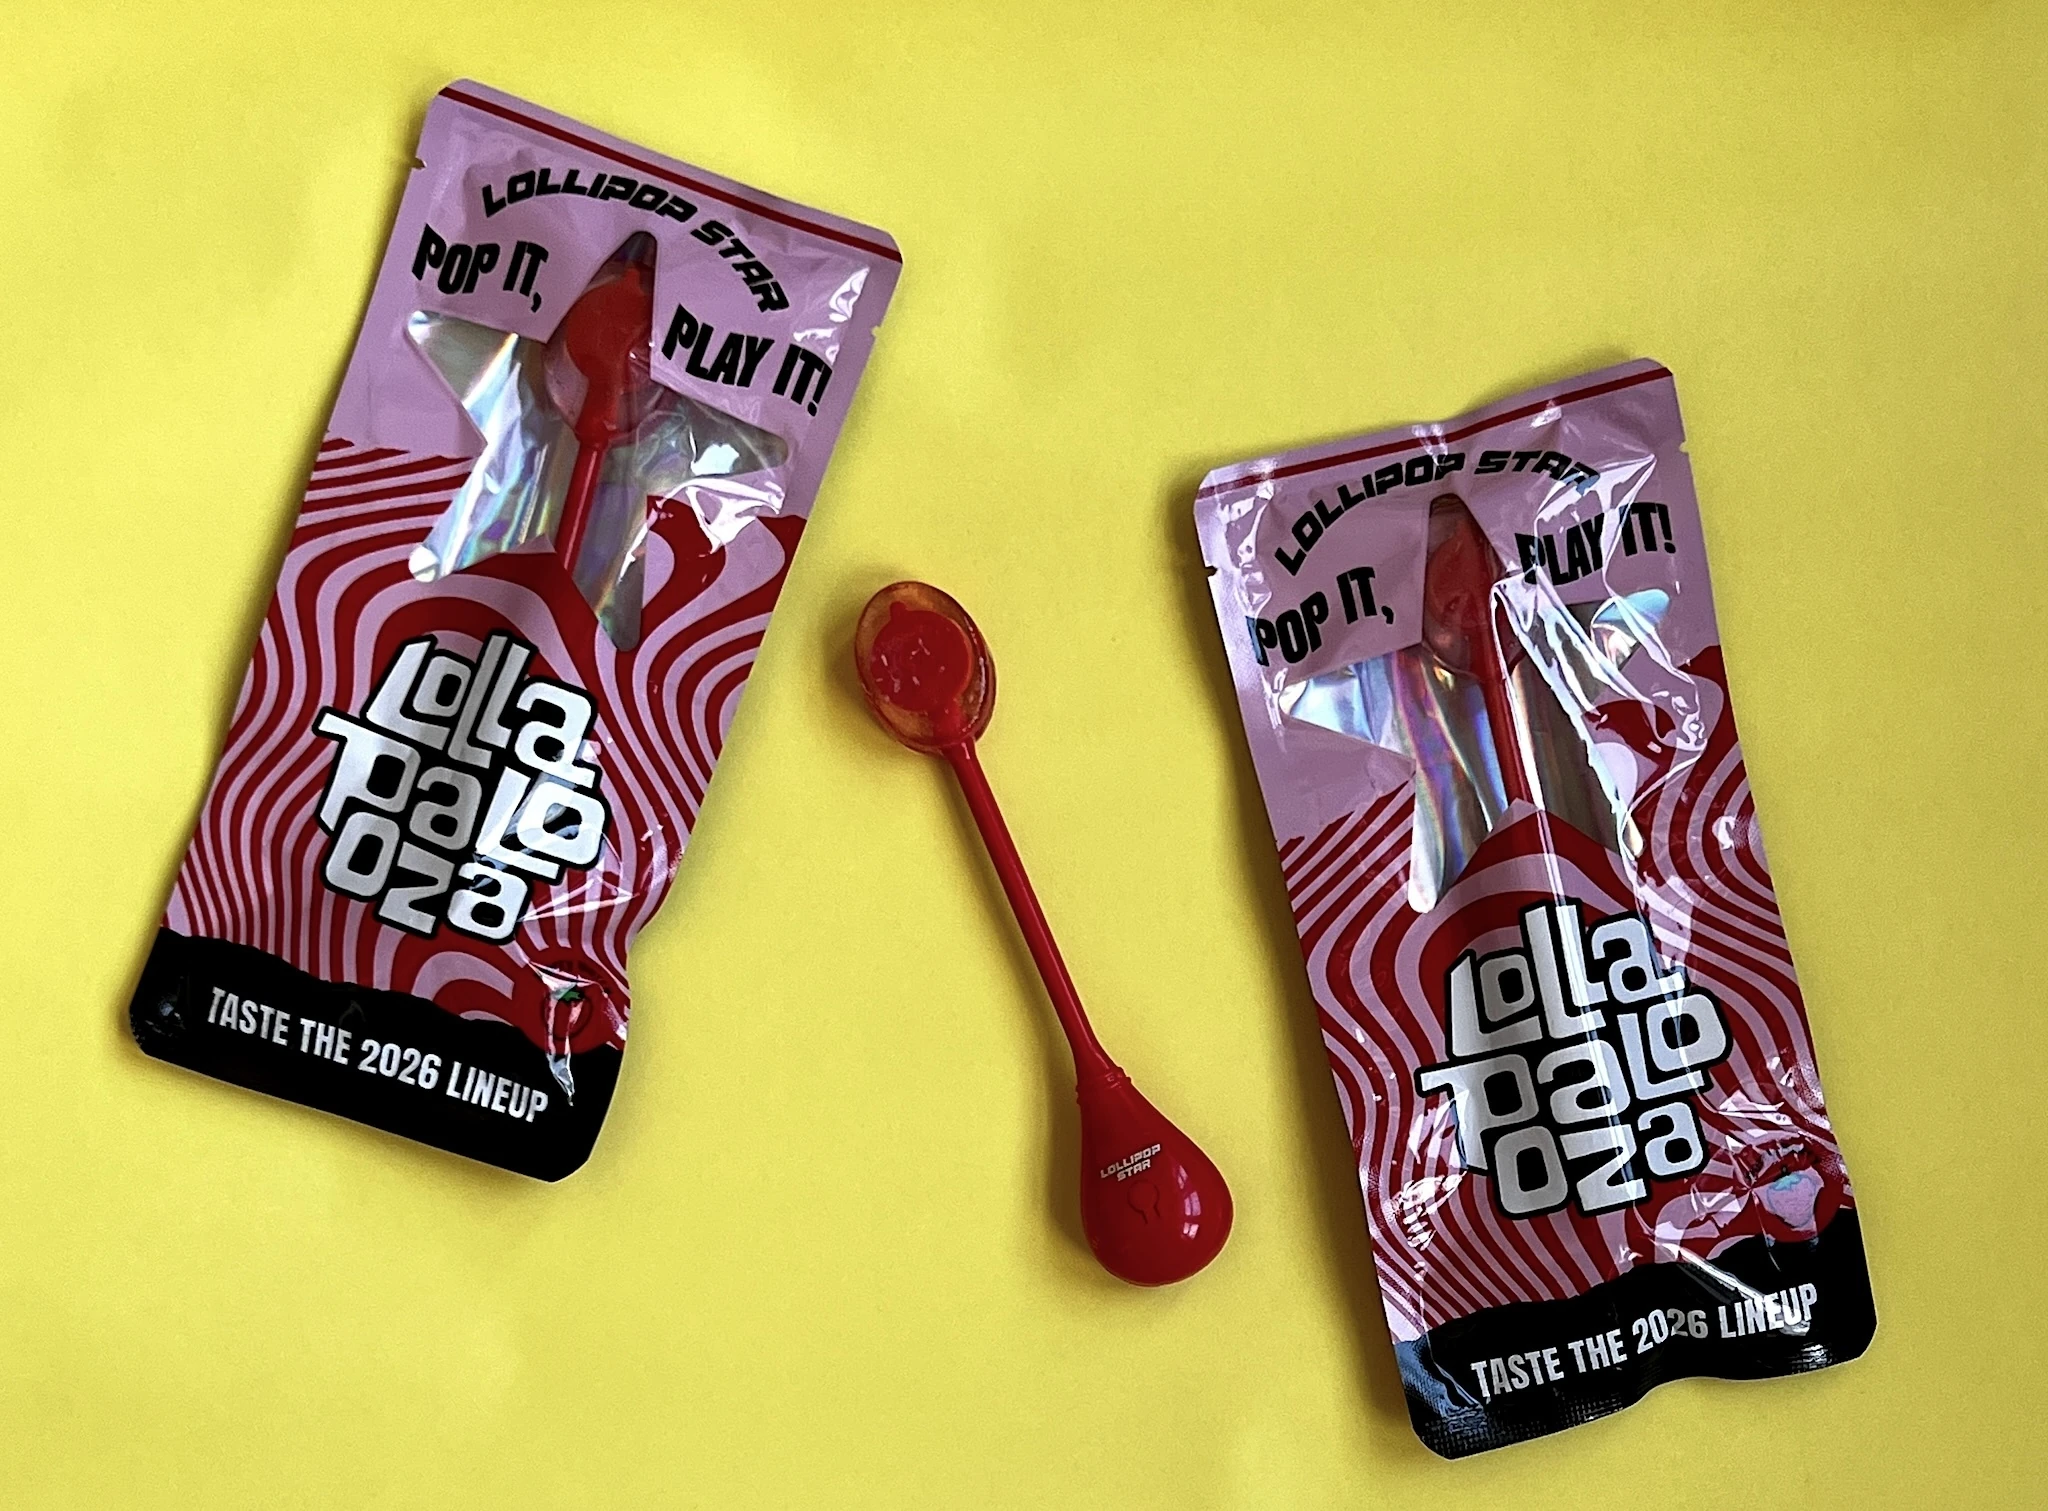 LOLLIPOP STAR
POP IT,
PLAY IT!
Lolla
Palo
oza
TASTE THE 2026 LINEUP
LOLLIPOP
STAR
LOLLIPOP STAR
POP IT,
PLAY IT!
Lolla
Palo
oza
TASTE THE 2026 LINEUP